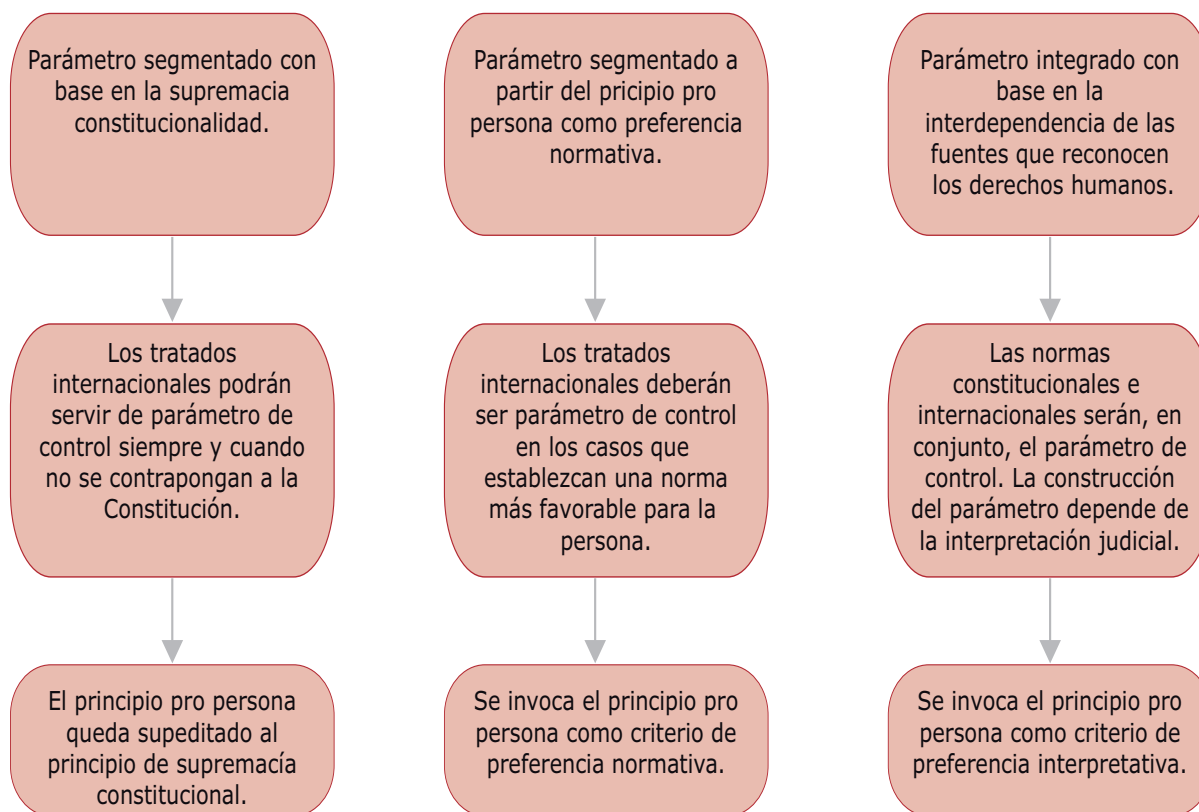 Parámetro segmentado con
base en la supremacia
constitucionalidad.
Los tratados
internacionales podrán
servir de parámetro de
control siempre y cuando
no se contrapongan a la
Constitución.
El principio pro persona
queda supeditado al
principio de supremacía
constitucional.
Parámetro segmentado a
partir del pricipio pro
persona como preferencia
normativa.
Los tratados
internacionales deberán
ser parámetro de control
en los casos que
establezcan una norma
más favorable para la
persona.
Se invoca el principio pro
persona como criterio de
preferencia normativa.
Parámetro integrado con
base en la
interdependencia de las
fuentes que reconocen
los derechos humanos.
Las normas
constitucionales e
internacionales serán, en
conjunto, el parámetro de
control. La construcción
del parámetro depende de
la interpretación judicial.
Se invoca el principio pro
persona como criterio de
preferencia interpretativa.